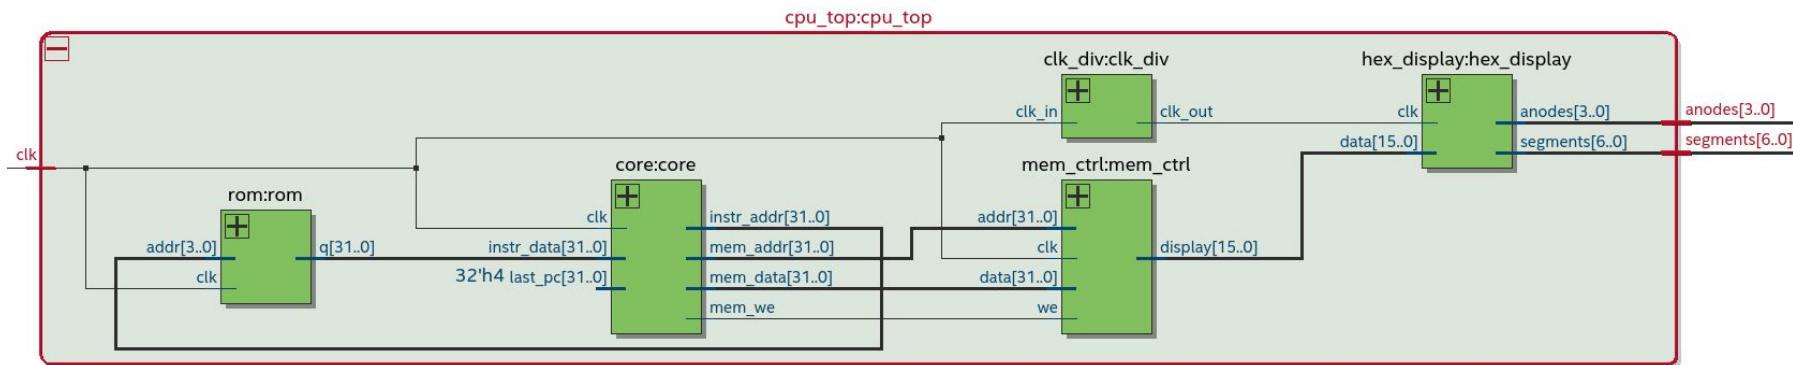 cpu_top:cpu_top
clk_div:clk_div
hex_display:hex_display
clk_in
clk_out
clk
anodes[3..0]
anodes[3..0]
data[15..0]
segments[6..0]
segments[6..0]
clk
core:core
mem_ctrl:mem_ctrl
rom:rom
clk
instr_addr[31..0]
addr[31..0]
addr[3..0]
q[31..0]
instr_data[31..0]
mem_addr[31..0]
clk
display[15..0]
clk
32'h4 last_pc[31..0]
mem_data[31..0]
data[31..0]
mem_we
we